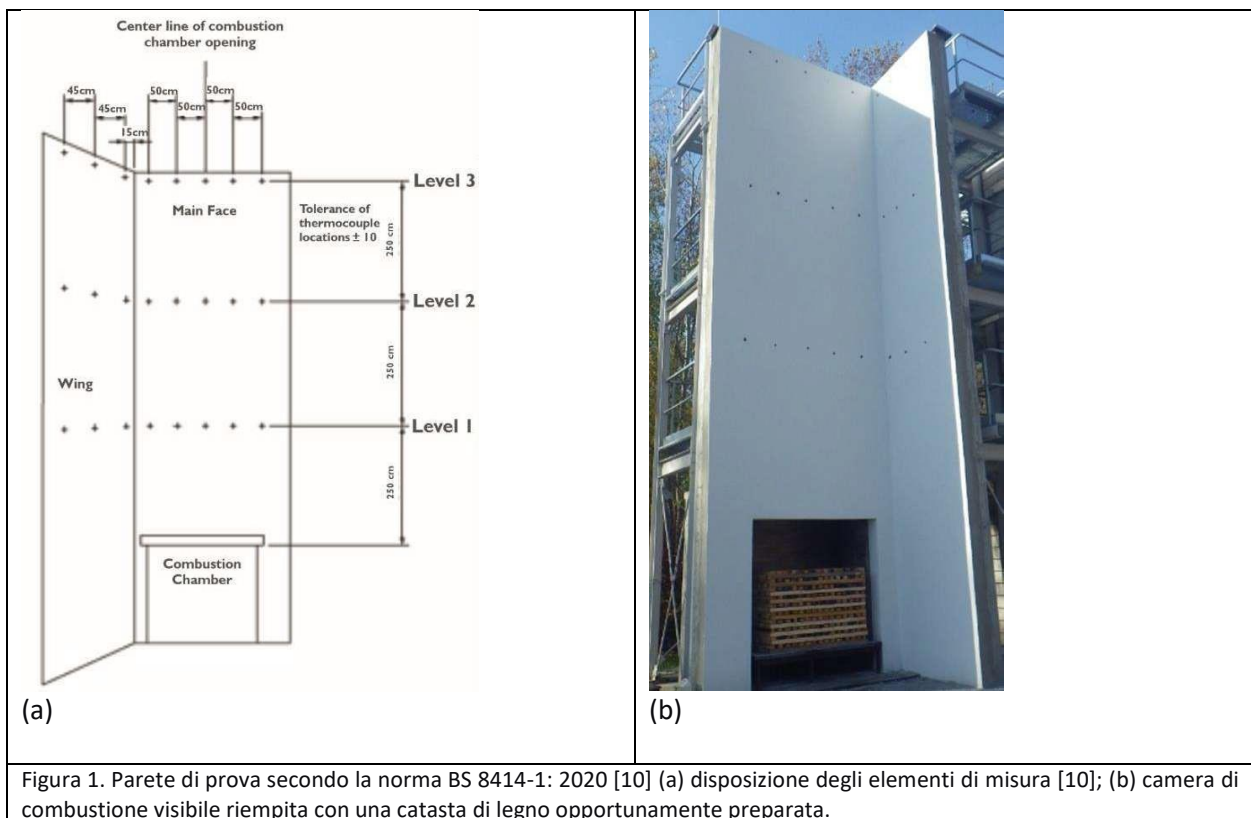 Center line of combustion
chamber opening
45cm
50cm
50cm
45cm
50cm
50cm
15cm
Level 3
Main Face
Tolerance of
thermocouple
locations ± 10
250 cm
Level 2
250 cm
Wing
Level 1
250 cm
Combustion
Chamber
(a)
(b)
Figura 1. Parete di prova secondo la norma BS 8414-1: 2020 [10] (a) disposizione degli elementi di misura [10]; (b) camera di
combustione visibile riempita con una catasta di legno opportunamente preparata.